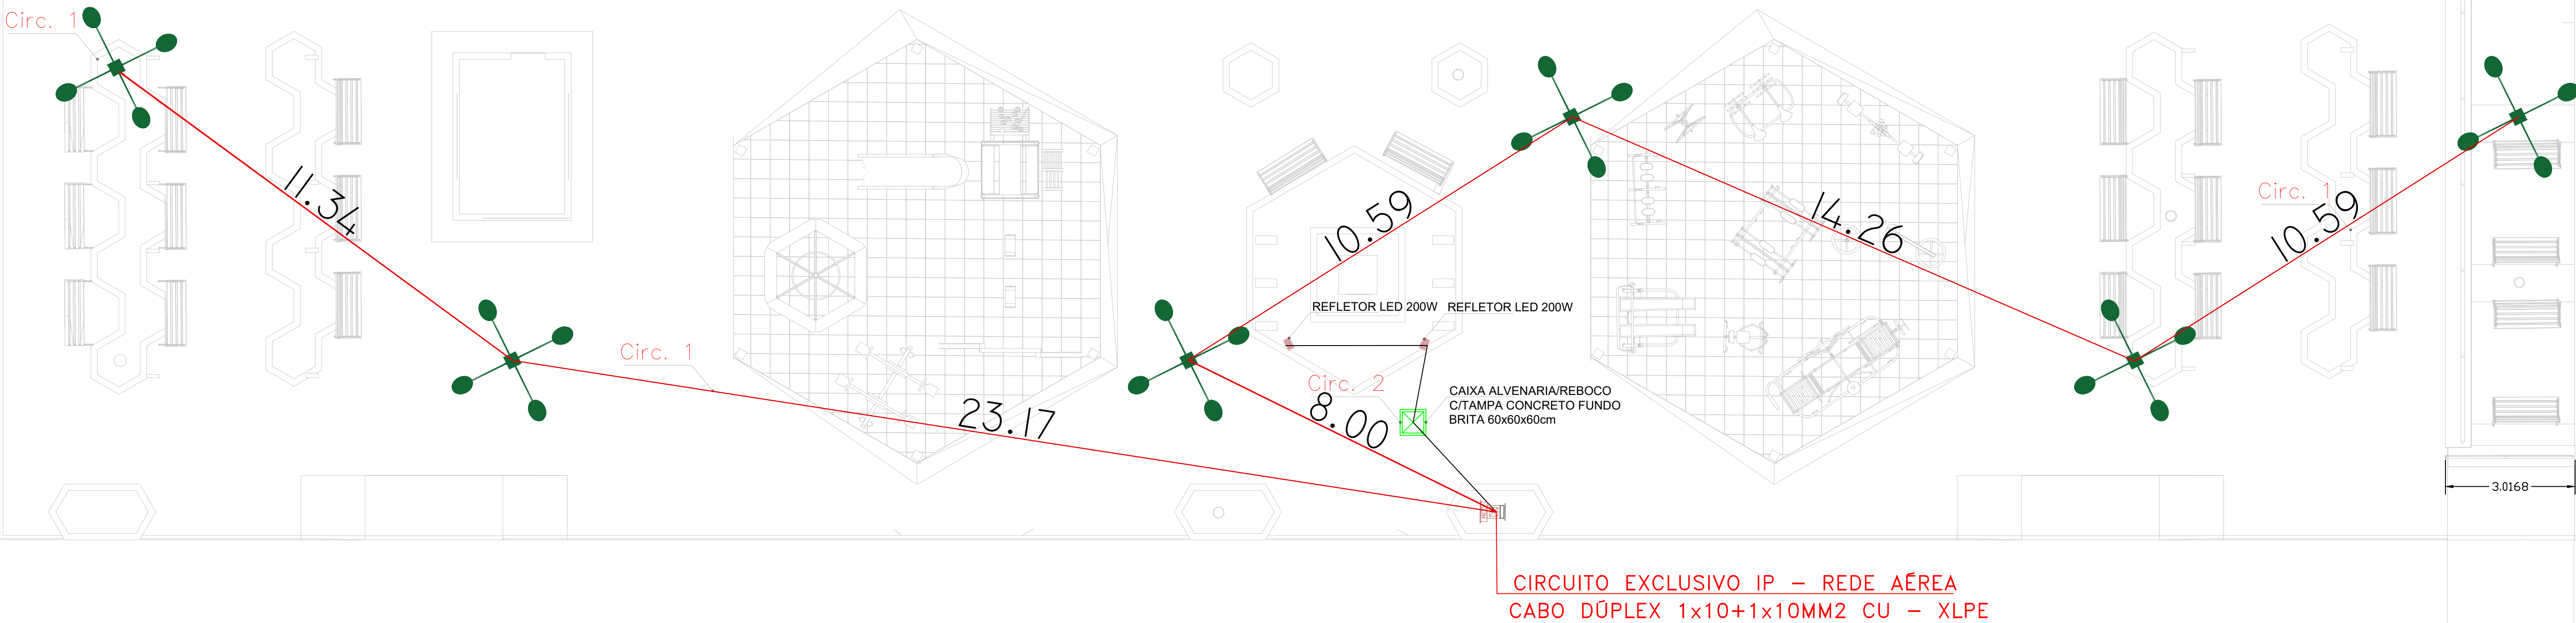 Circ. 1
11.34
Circ. 1
23.17
10.59
REFLETOR LED 200W
REFLETOR LED 200W
Circ. 2
8.00
CAIXA ALVENARIA/REBOCO
C/TAMPA CONCRETO FUNDO
BRITA 60x60x60cm
14.26
Circ. 1
10.59
3.0168
CIRCUITO EXCLUSIVO IP – REDE AÉREA
CABO DÚPLEX 1x10+1x10MM2 CU – XLPE